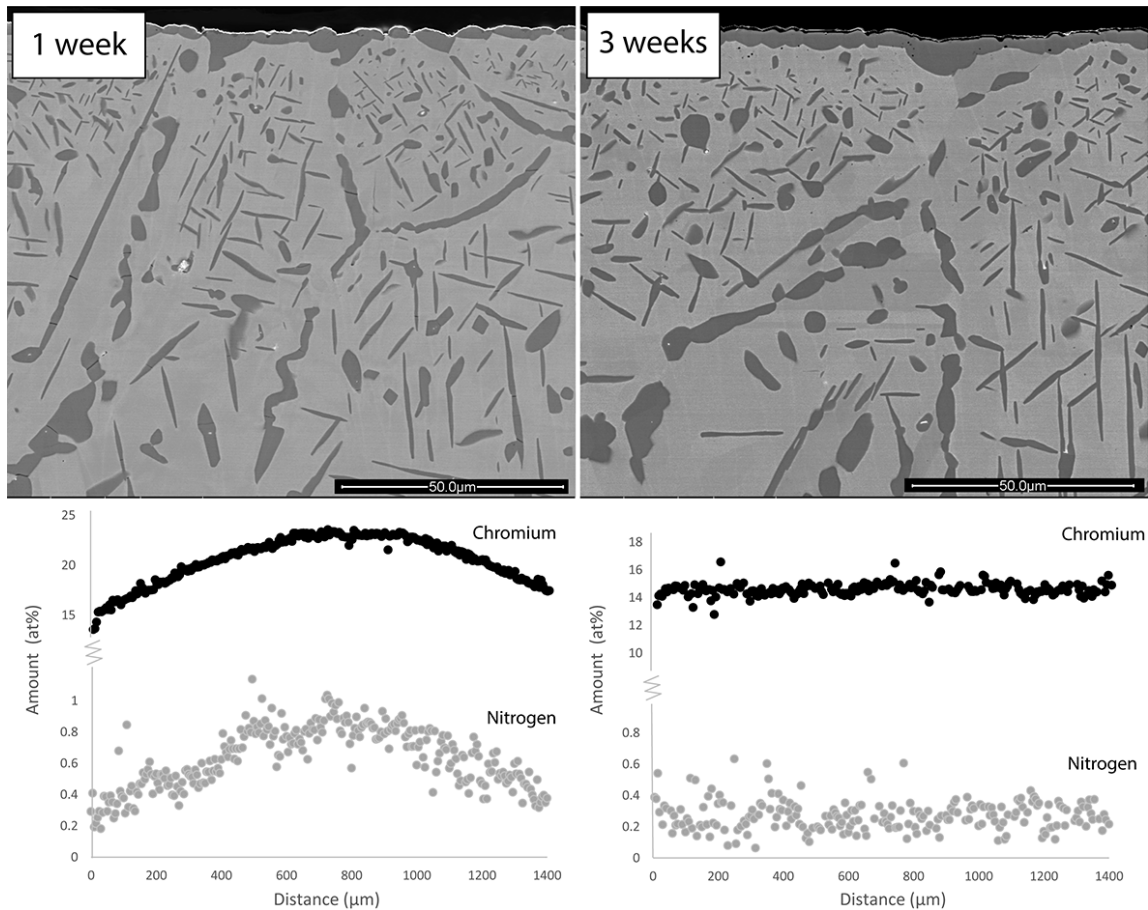 1 week
3 weeks
50.0µm
50.0µm
25
20
15
1
0.8
0.6
0.4
0.2
0
Amount (at%)
Chromium
Nitrogen
0 200 400 600 800 1000 1200 1400
Distance (µm)
18
16
14
12
10
0.8
0.6
0.4
0.2
0
Amount (at%)
Chromium
Nitrogen
0 200 400 600 800 1000 1200 1400
Distance (µm)